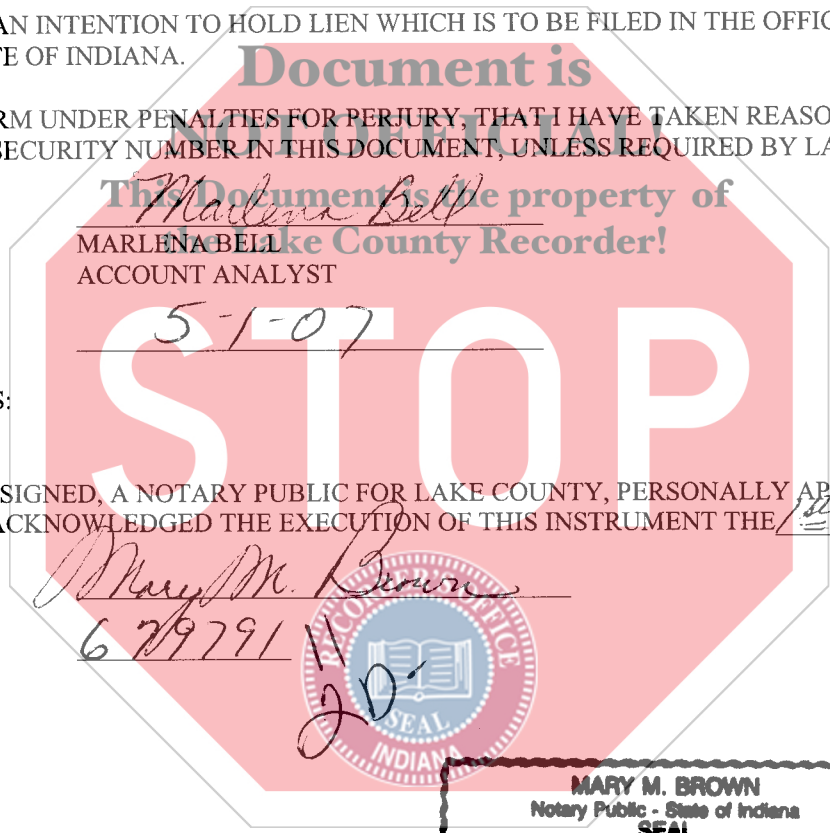 AN INTENTION TO HOLD LIEN WHICH IS TO BE FILED IN THE OFFIC
TE OF INDIANA.
Document is
NOT OFFICIAL!
RM UNDER PENALTIES FOR PERJURY, THAT I HAVE TAKEN REASO
SECURITY NUMBER IN THIS DOCUMENT, UNLESS REQUIRED BY LA
This Document is the property of
the Lake County Recorder!
Marlena Bell
MARLENA BELL
ACCOUNT ANALYST
5-1-07
STOP
S:
SIGNED, A NOTARY PUBLIC FOR LAKE COUNTY, PERSONALLY AP
ACKNOWLEDGED THE EXECUTION OF THIS INSTRUMENT THE 1st
Mary M. Brown
RECORDER'S OFFICE
SEAL
INDIANA
MARY M. BROWN
Notary Public - State of Indiana
SEAL